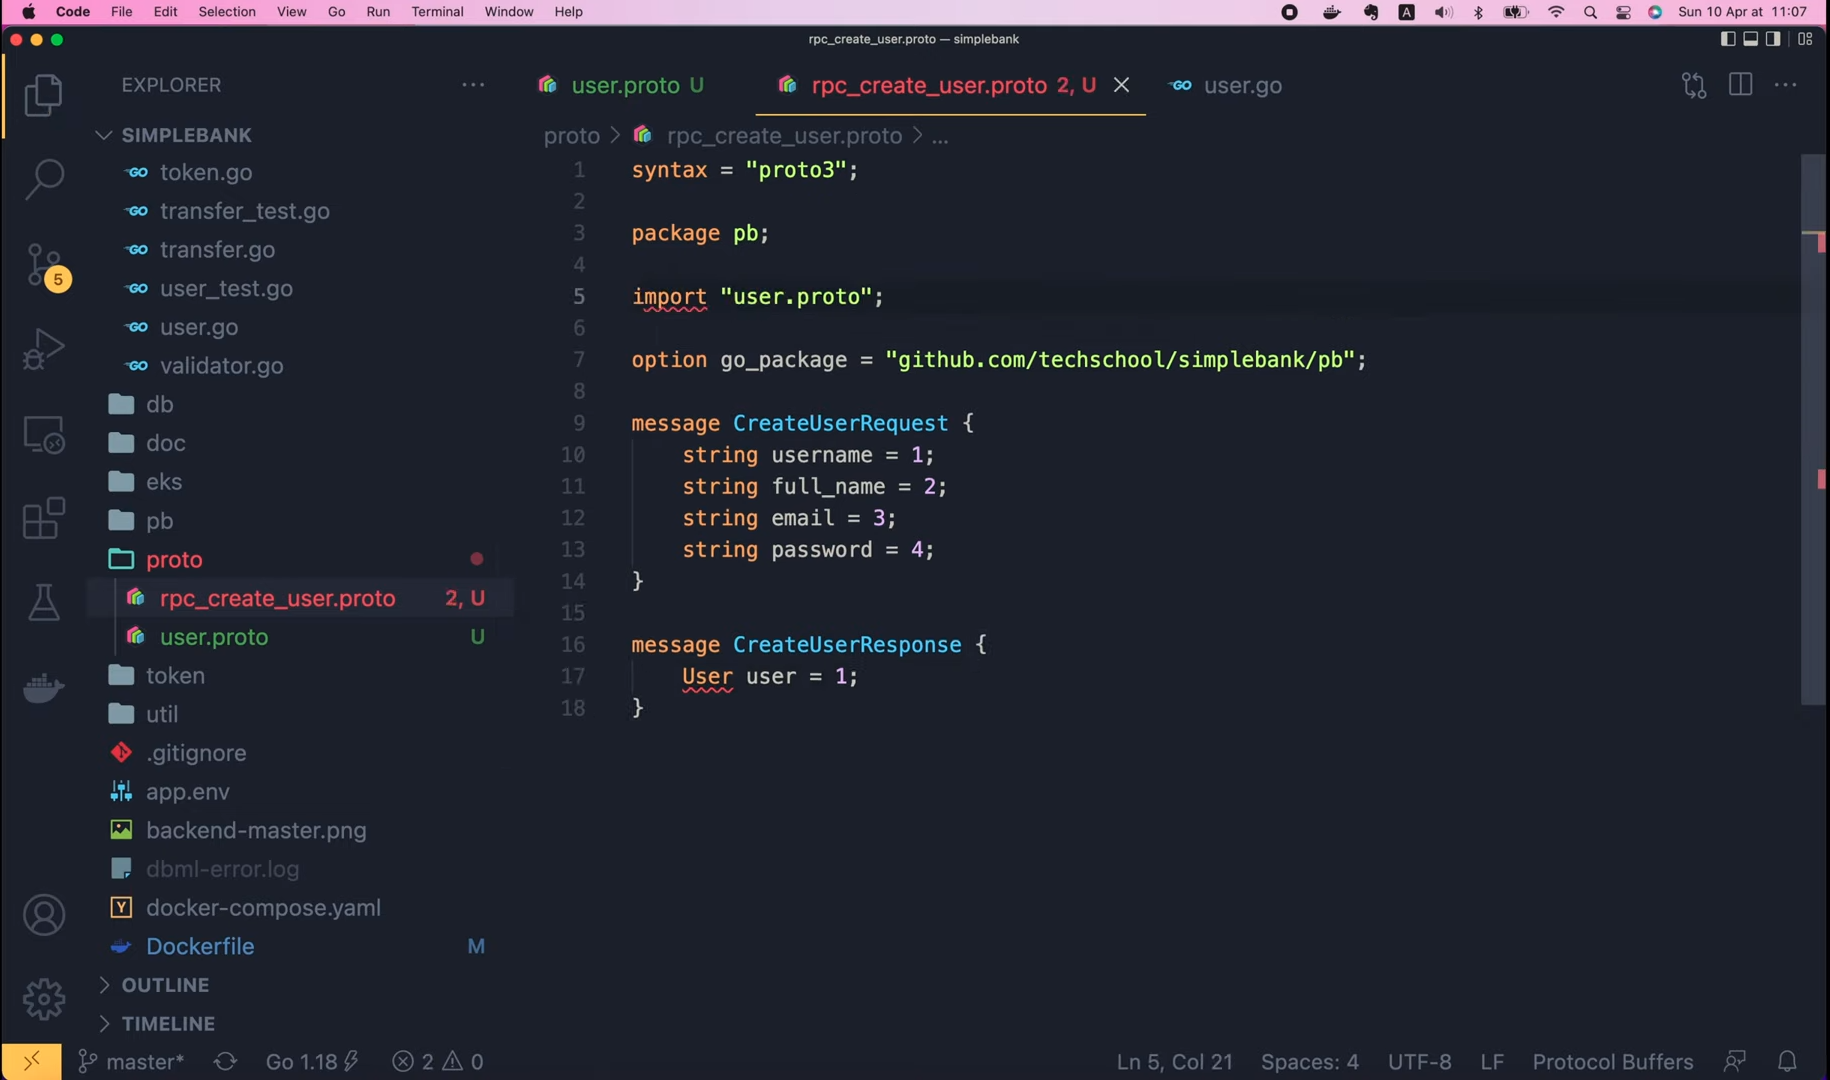 Code File Edit Selection View Go Run Terminal Window Help A Sun 10 Apr at 11:07
rpc_create_user.proto — simplebank
EXPLORER ...
SIMPLEBANK
token.go
transfer_test.go
transfer.go
user_test.go
user.go
validator.go
db
doc
eks
pb
proto
rpc_create_user.proto 2, U
user.proto U
token
util
.gitignore
app.env
backend-master.png
dbml-error.log
docker-compose.yaml
Dockerfile M
OUTLINE
TIMELINE
5
user.proto U rpc_create_user.proto 2, U user.go
proto > rpc_create_user.proto > ...
1 syntax = "proto3";
2
3 package pb;
4
5 import "user.proto";
6
7 option go_package = "github.com/techschool/simplebank/pb";
8
9 message CreateUserRequest {
10 string username = 1;
11 string full_name = 2;
12 string email = 3;
13 string password = 4;
14 }
15
16 message CreateUserResponse {
17 User user = 1;
18 }
master* Go 1.18 2 0 Ln 5, Col 21 Spaces: 4 UTF-8 LF Protocol Buffers